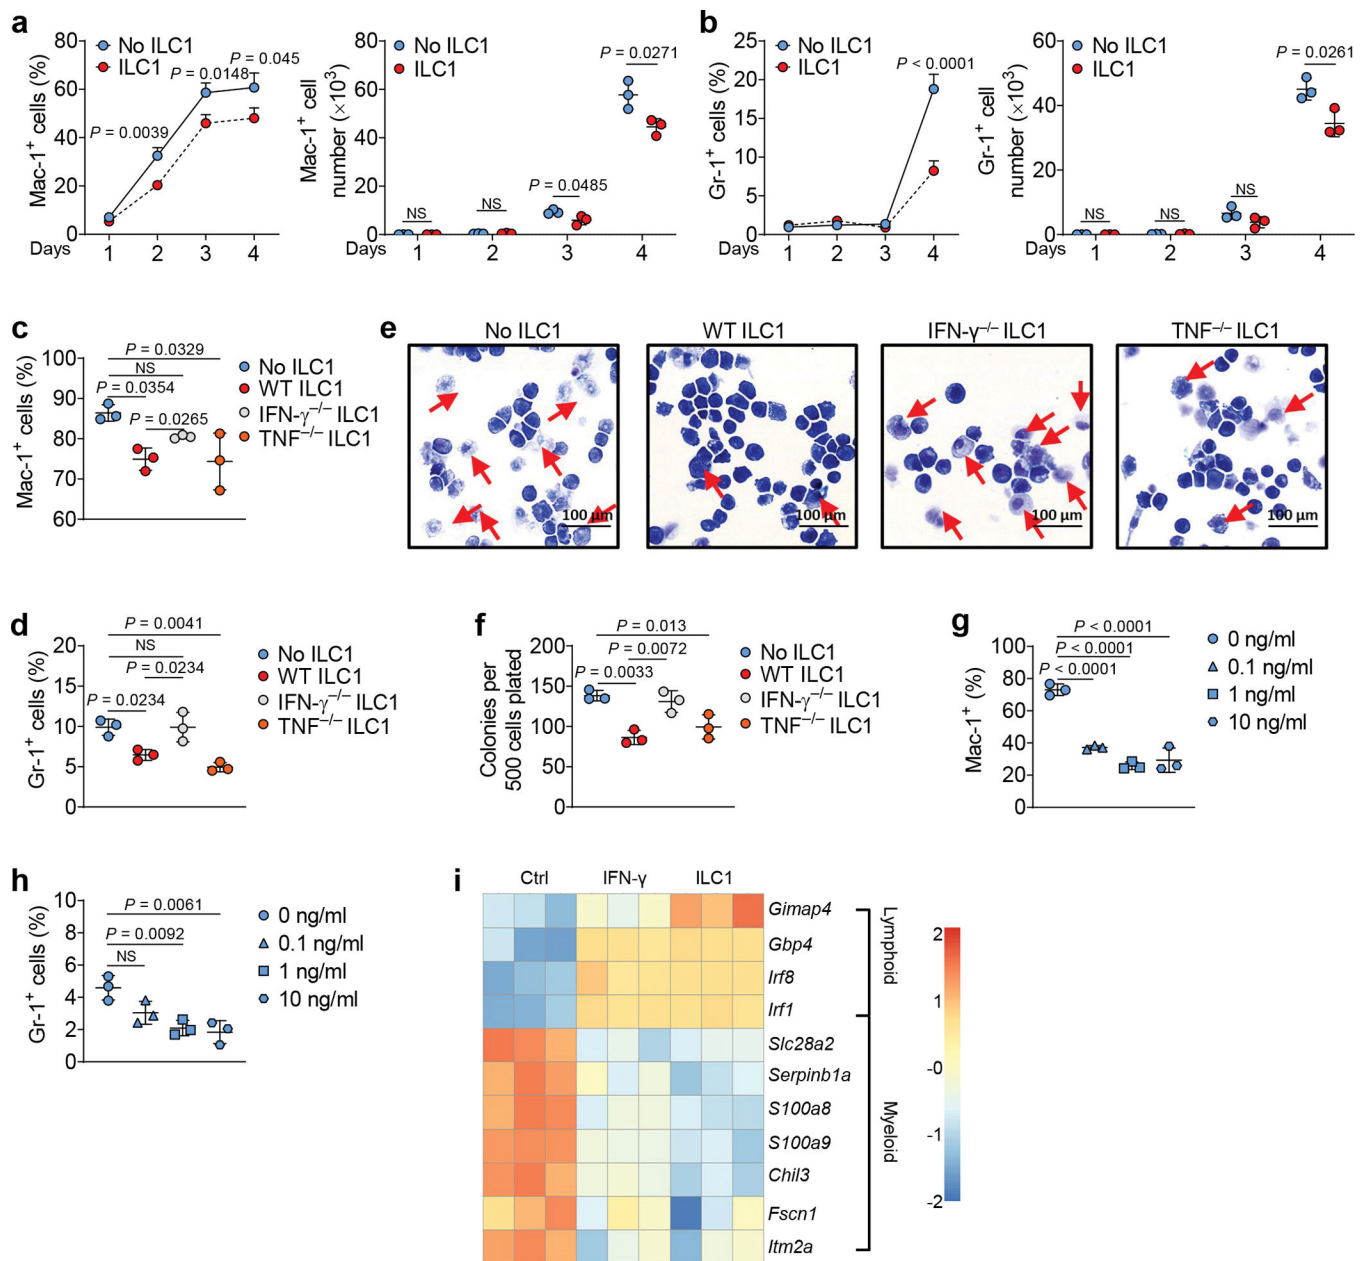 a
Mac-1⁺ cells (%)
80
60
40
20
0
No ILC1
ILC1
P = 0.0039
P = 0.0148
P = 0.045
Days
1 2 3 4
Mac-1⁺ cell
number (×10³)
80
60
40
20
0
No ILC1
ILC1
NS
NS
P = 0.0485
P = 0.0271
1 2 3 4
b
Gr-1⁺ cells (%)
25
20
15
10
5
0
No ILC1
ILC1
P < 0.0001
Days
1 2 3 4
Gr-1⁺ cell
number (×10³)
60
40
20
0
No ILC1
ILC1
NS
NS
NS
P = 0.0261
1 2 3 4
c
Mac-1⁺ cells (%)
100
90
80
70
60
P = 0.0329
NS
P = 0.0354
P = 0.0265
No ILC1
WT ILC1
IFN-γ⁻/⁻ ILC1
TNF⁻/⁻ ILC1
e
No ILC1
WT ILC1
IFN-γ⁻/⁻ ILC1
TNF⁻/⁻ ILC1
100 µm
100 µm
100 µm
100 µm
d
Gr-1⁺ cells (%)
20
15
10
5
0
P = 0.0041
NS
P = 0.0234
P = 0.0234
No ILC1
WT ILC1
IFN-γ⁻/⁻ ILC1
TNF⁻/⁻ ILC1
f
Colonies per
500 cells plated
200
150
100
50
0
P = 0.013
P = 0.0072
P = 0.0033
No ILC1
WT ILC1
IFN-γ⁻/⁻ ILC1
TNF⁻/⁻ ILC1
g
Mac-1⁺ (%)
100
80
60
40
20
0
P < 0.0001
P < 0.0001
P < 0.0001
0 ng/ml
0.1 ng/ml
1 ng/ml
10 ng/ml
h
Gr-1⁺ cells (%)
10
8
6
4
2
0
P = 0.0061
P = 0.0092
NS
0 ng/ml
0.1 ng/ml
1 ng/ml
10 ng/ml
i
Ctrl IFN-γ ILC1
Gimap4
Gbp4
Irf8
Irf1
Slc28a2
Serpinb1a
S100a8
S100a9
Chil3
Fscn1
Itm2a
Lymphoid
Myeloid
2
1
-0
-1
-2